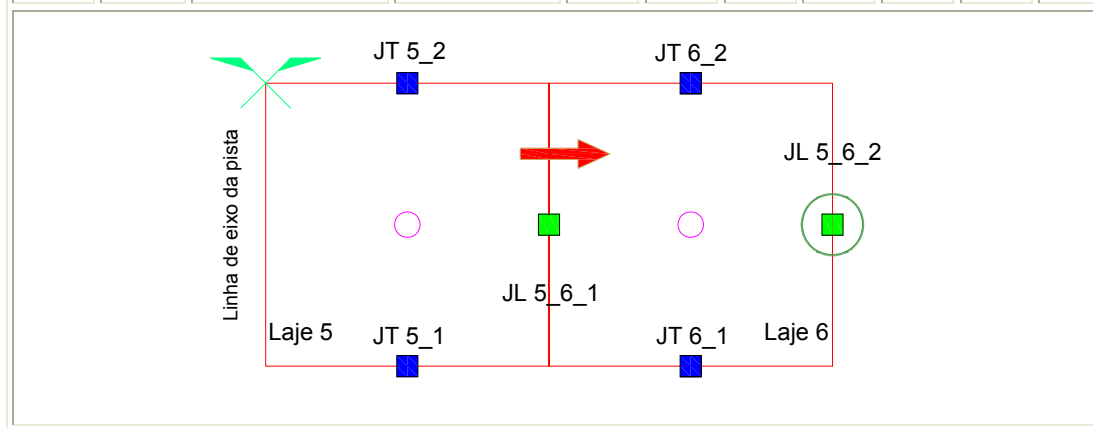 JT 5_2
JT 6_2
Linha de eixo da pista
JL 5_6_2
JL 5_6_1
Laje 5
JT 5_1
JT 6_1
Laje 6